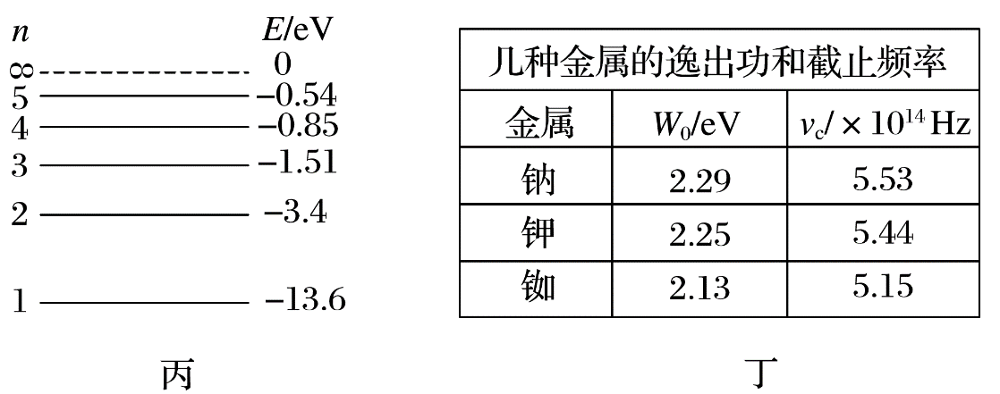 n E/eV
∞ 0
5 −0.54
4 −0.85
3 −1.51
2 −3.4
1 −13.6
丙
几种金属的逸出功和截止频率
金属 W₀/eV ν_c/×10¹⁴ Hz
钠 2.29 5.53
钾 2.25 5.44
铷 2.13 5.15
丁